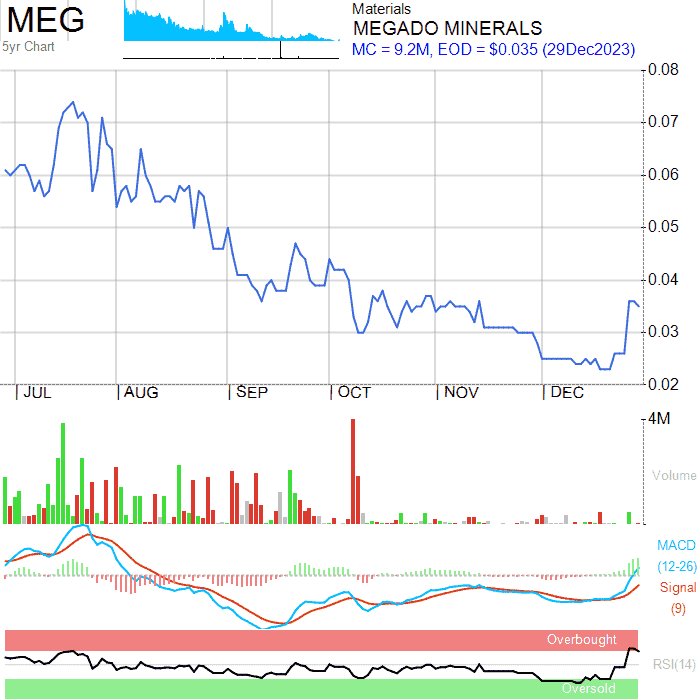 MEG
5yr Chart
Materials
MEGADO MINERALS
MC = 9.2M, EOD = $0.035 (29Dec2023)
0.08
0.07
0.06
0.05
0.04
0.03
0.02
JUL AUG SEP OCT NOV DEC
4M
Volume
MACD
(12-26)
Signal
(9)
Overbought
RSI(14)
Oversold